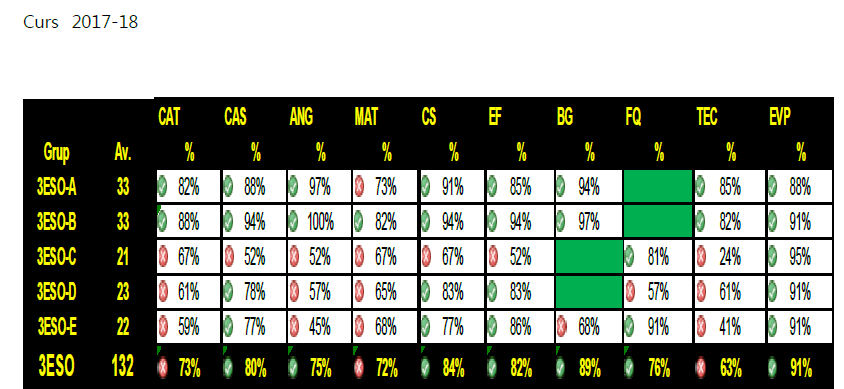 Curs 2017-18
CAT CAS ANG MAT CS EF BG FQ TEC EVP
Grup Av. % % % % % % % % % %
3ESO-A 33 82% 88% 97% 73% 91% 85% 94% 85% 88%
3ESO-B 33 88% 94% 100% 82% 94% 94% 97% 82% 91%
3ESO-C 21 67% 52% 52% 67% 67% 52% 81% 24% 95%
3ESO-D 23 61% 78% 57% 65% 83% 83% 57% 61% 91%
3ESO-E 22 59% 77% 45% 68% 77% 86% 68% 91% 41% 91%
3ESO 132 73% 80% 75% 72% 84% 82% 89% 76% 63% 91%